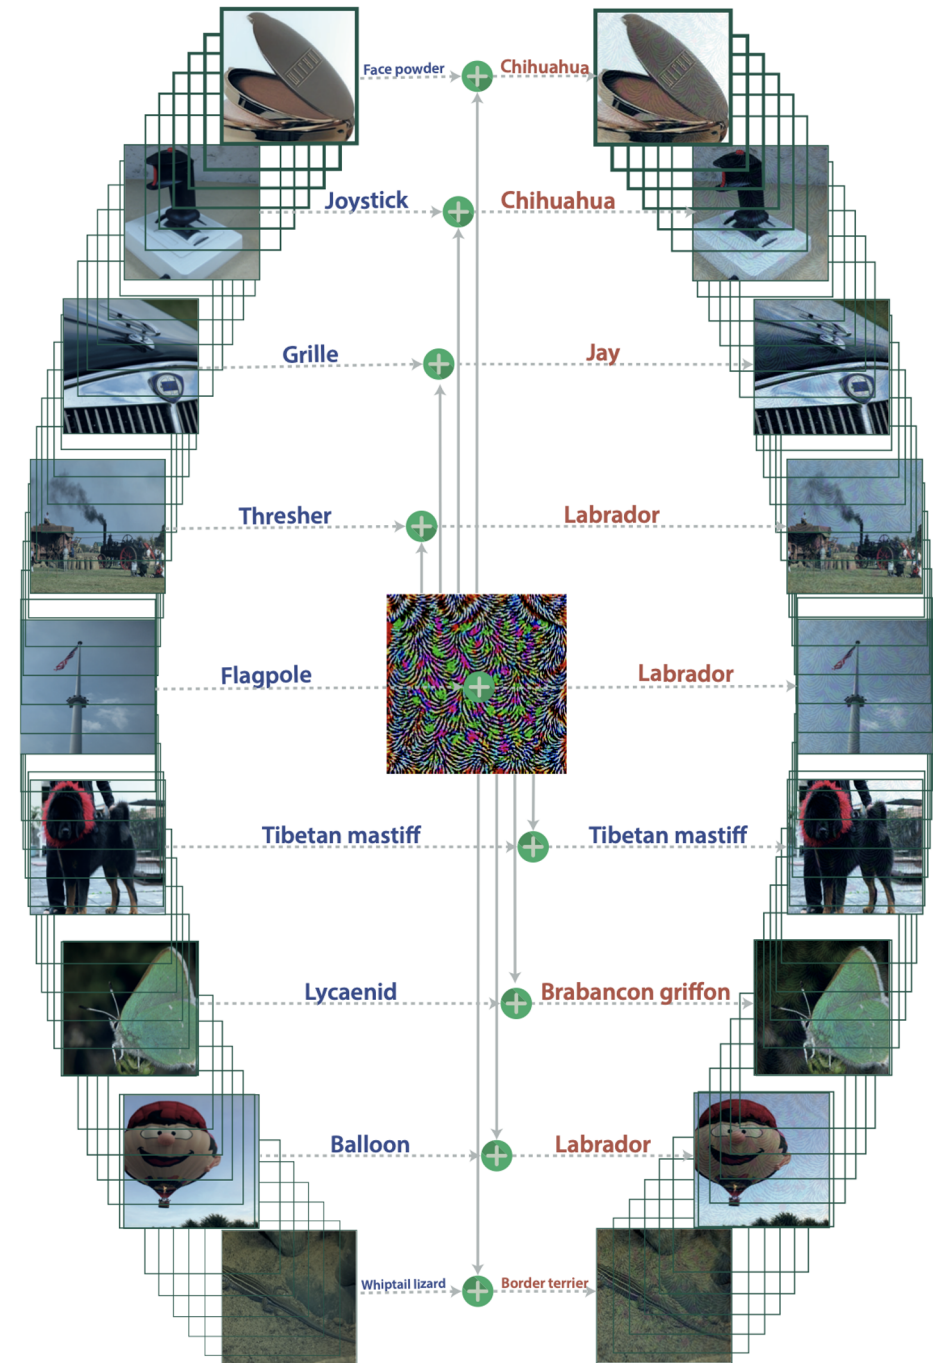 Face powder
Chihuahua
Joystick
Chihuahua
Grille
Jay
Thresher
Labrador
Flagpole
Labrador
Tibetan mastiff
Tibetan mastiff
Lycaenid
Brabancon griffon
Balloon
Labrador
Whiptail lizard
Border terrier